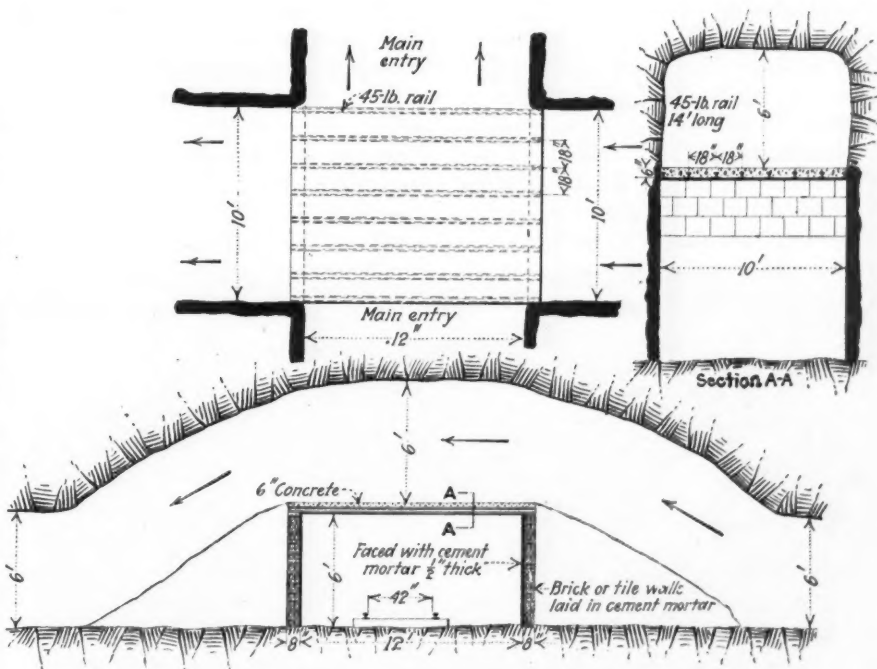 Main
entry
45-lb. rail
18" 18"
10'
10'
Main entry
12"
6'
45-lb. rail
14' long
18" 18"
6"
10'
Section A-A
6'
6" Concrete
A
A
6'
6'
Faced with cement
mortar 1/2" thick
42"
Brick or tile walls
laid in cement mortar
6'
8"
12'
8"